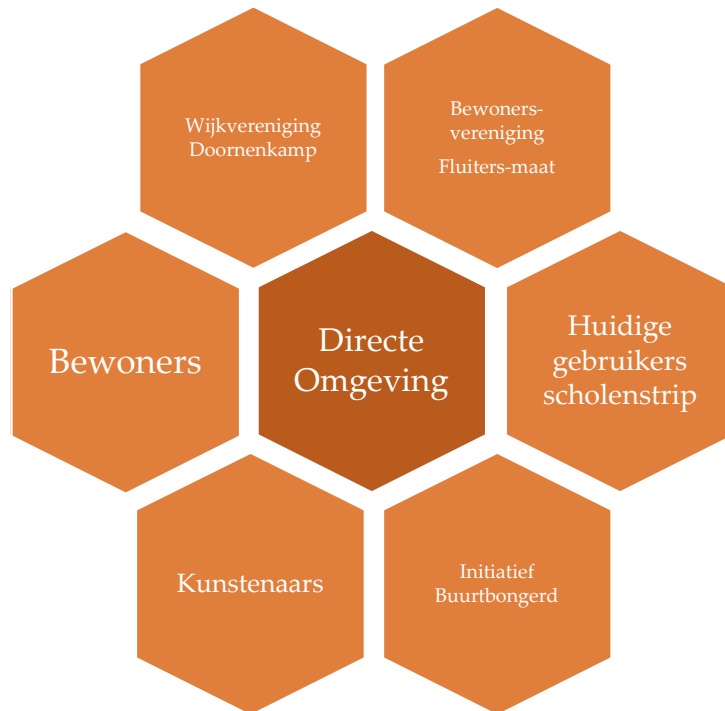 Wijkvereniging
Doornenkamp
Bewoners-
vereniging
Fluiters-maat
Bewoners
Directe
Omgeving
Huidige
gebruikers
scholenstrip
Kunstenaars
Initiatief
Buurtbongerd